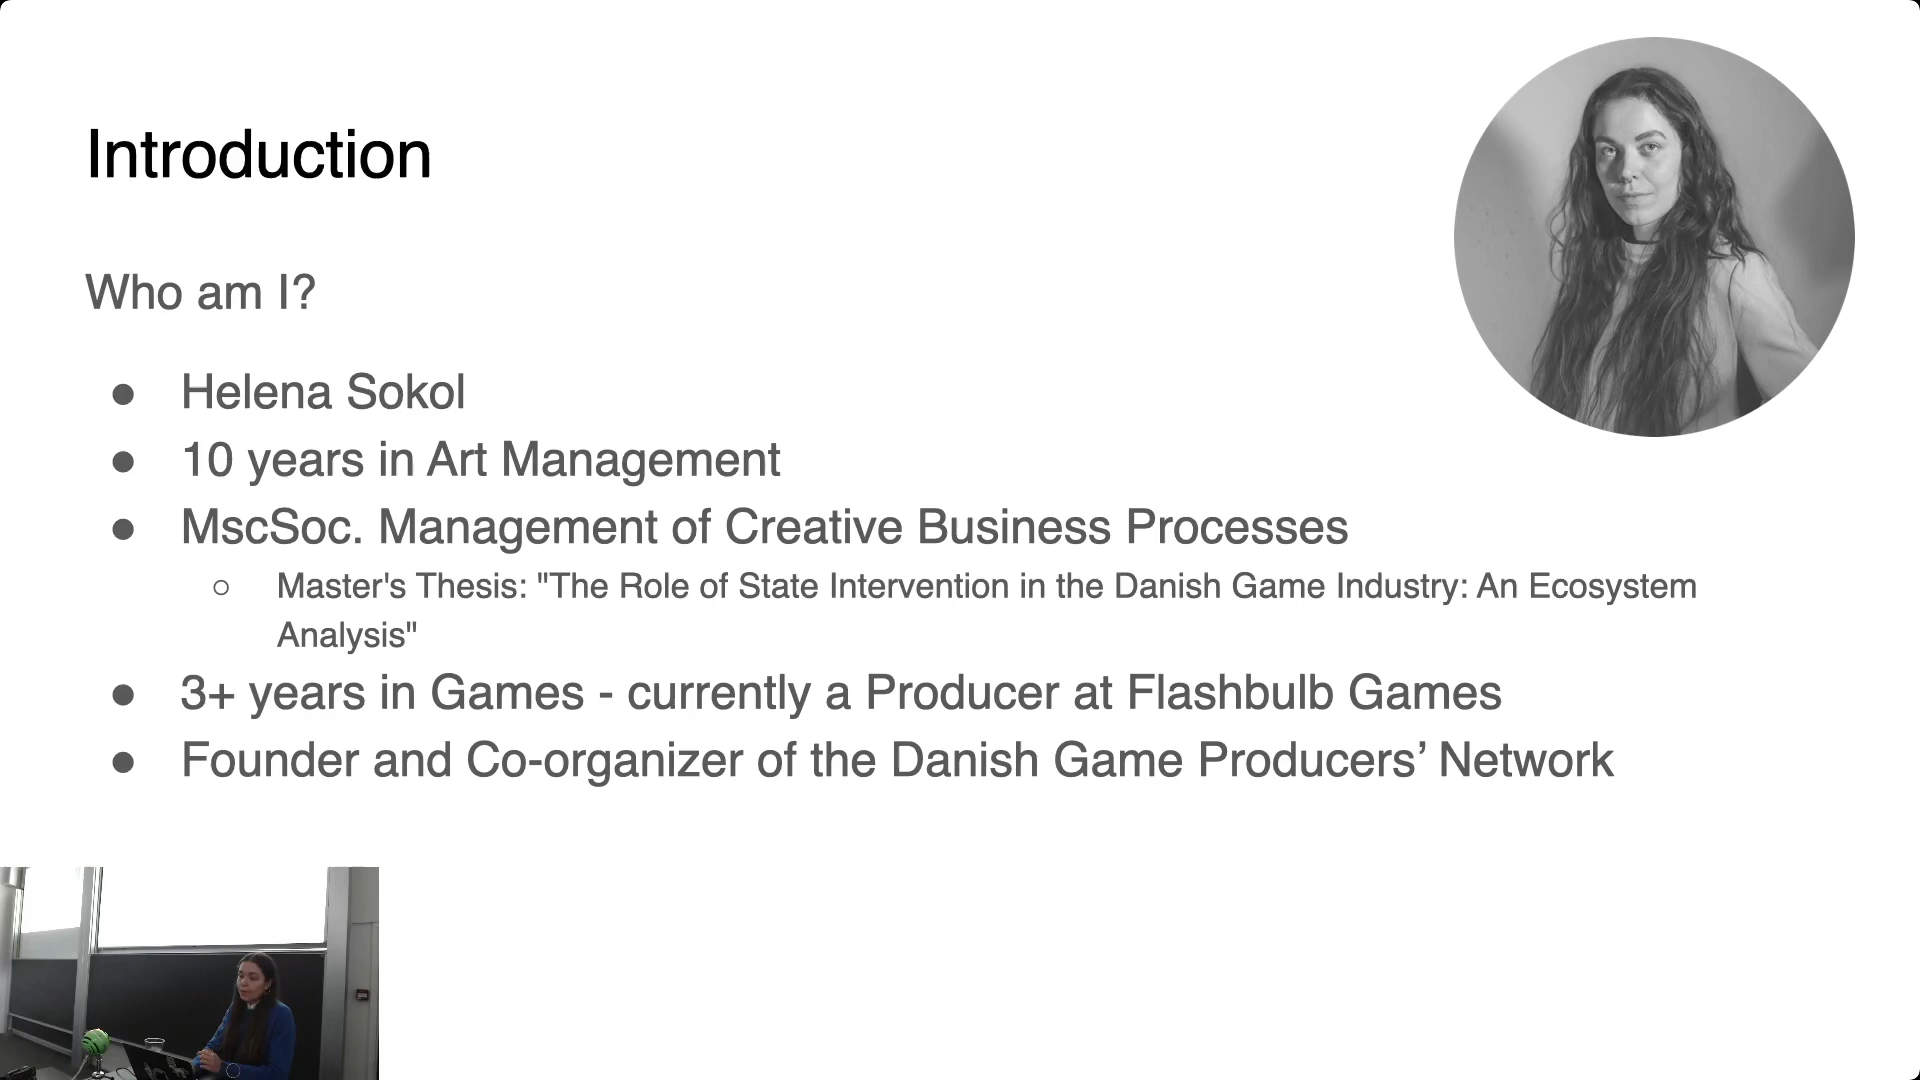 Introduction
Who am I?
● Helena Sokol
● 10 years in Art Management
● MscSoc. Management of Creative Business Processes
○ Master's Thesis: "The Role of State Intervention in the Danish Game Industry: An Ecosystem
Analysis"
● 3+ years in Games - currently a Producer at Flashbulb Games
● Founder and Co-organizer of the Danish Game Producers’ Network